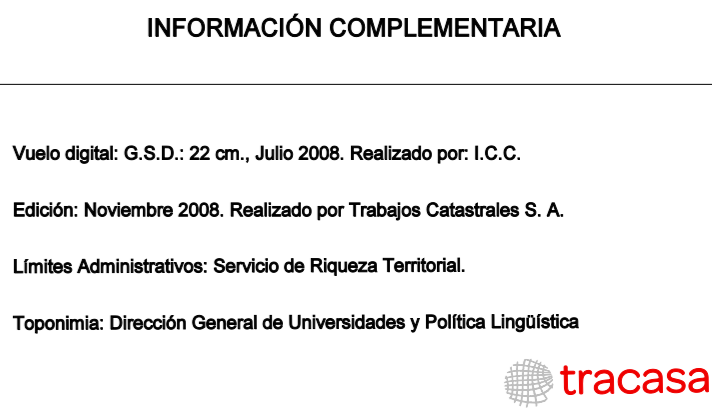 INFORMACIÓN COMPLEMENTARIA
Vuelo digital: G.S.D.: 22 cm., Julio 2008. Realizado por: I.C.C.
Edición: Noviembre 2008. Realizado por Trabajos Catastrales S. A.
Límites Administrativos: Servicio de Riqueza Territorial.
Toponimia: Dirección General de Universidades y Política Lingüística
tracasa